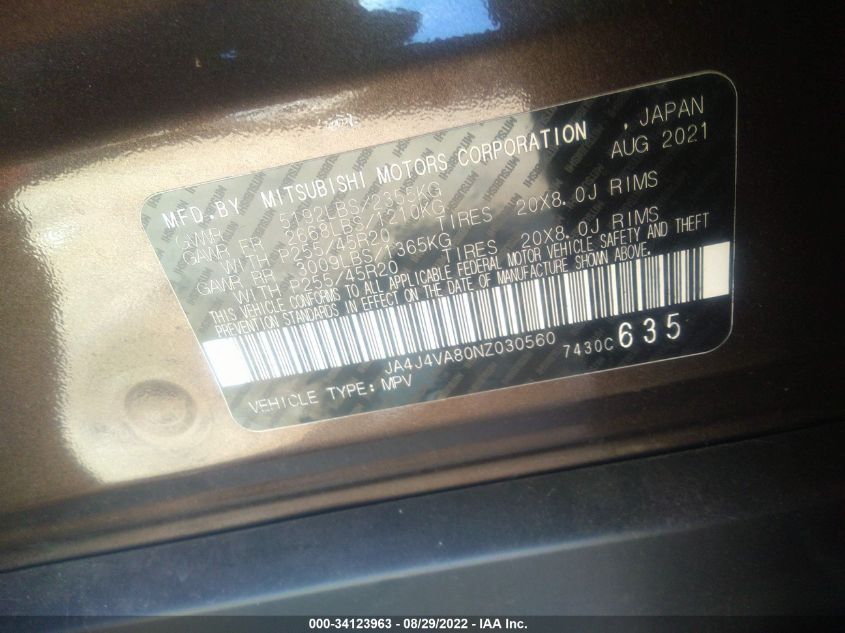 MFD. BY MITSUBISHI MOTORS CORPORATION , JAPAN
AUG 2021
GVWR 5192LBS/2355KG
GAWR FR 2668LBS/1210KG
WITH P255/45R20 TIRES 20X8.0J RIMS
GAWR RR 3009LBS/1365KG
WITH P255/45R20 TIRES 20X8.0J RIMS
THIS VEHICLE CONFORMS TO ALL APPLICABLE FEDERAL MOTOR VEHICLE SAFETY AND THEFT
PREVENTION STANDARDS IN EFFECT ON THE DATE OF MANUFACTURE SHOWN ABOVE.
JA4J4VA80NZ030560 7430C 635
VEHICLE TYPE: MPV
000-34123963 - 08/29/2022 - IAA Inc.